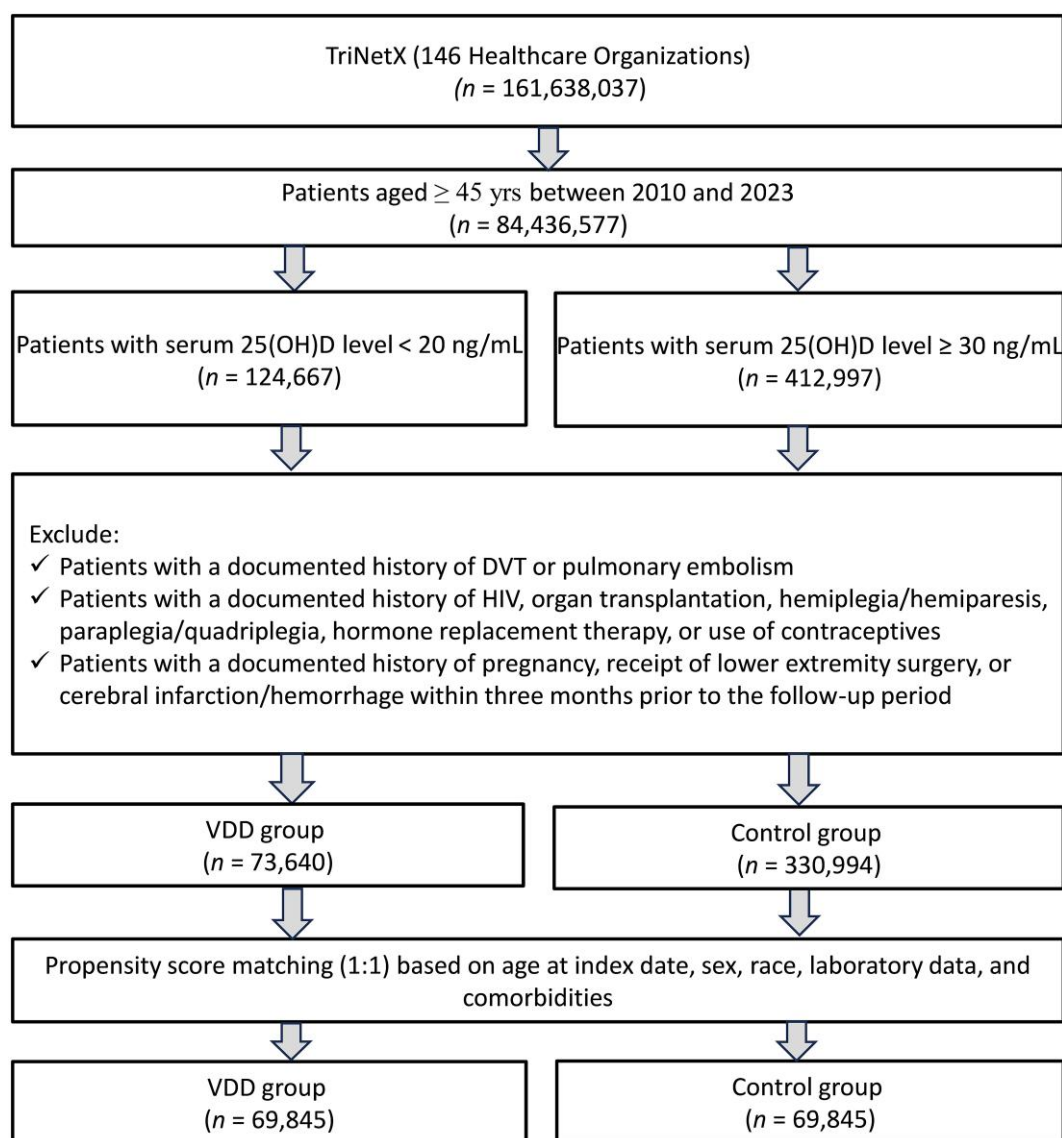 TriNetX (146 Healthcare Organizations)
(n = 161,638,037)
Patients aged ≥ 45 yrs between 2010 and 2023
(n = 84,436,577)
Patients with serum 25(OH)D level < 20 ng/mL
(n = 124,667)
Patients with serum 25(OH)D level ≥ 30 ng/mL
(n = 412,997)
Exclude:
✓ Patients with a documented history of DVT or pulmonary embolism
✓ Patients with a documented history of HIV, organ transplantation, hemiplegia/hemiparesis,
paraplegia/quadriplegia, hormone replacement therapy, or use of contraceptives
✓ Patients with a documented history of pregnancy, receipt of lower extremity surgery, or
cerebral infarction/hemorrhage within three months prior to the follow-up period
VDD group
(n = 73,640)
Control group
(n = 330,994)
Propensity score matching (1:1) based on age at index date, sex, race, laboratory data, and
comorbidities
VDD group
(n = 69,845)
Control group
(n = 69,845)